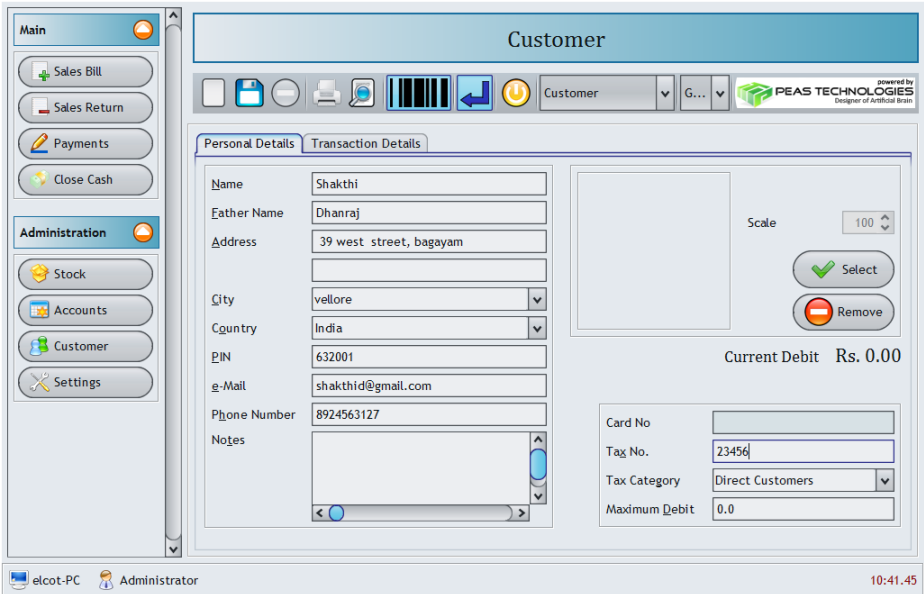 Main
Sales Bill
Sales Return
Payments
Close Cash
Administration
Stock
Accounts
Customer
Settings
Customer
Customer
G...
powered by
PEAS TECHNOLOGIES
Designer of Artificial Brain
Personal Details
Transaction Details
Name Shakthi
Father Name Dhanraj
Address 39 west street, bagayam
City vellore
Country India
PIN 632001
e-Mail shakthid@gmail.com
Phone Number 8924563127
Notes
Scale 100
Select
Remove
Current Debit Rs. 0.00
Card No
Tax No. 23456
Tax Category Direct Customers
Maximum Debit 0.0
elcot-PC Administrator 10:41.45